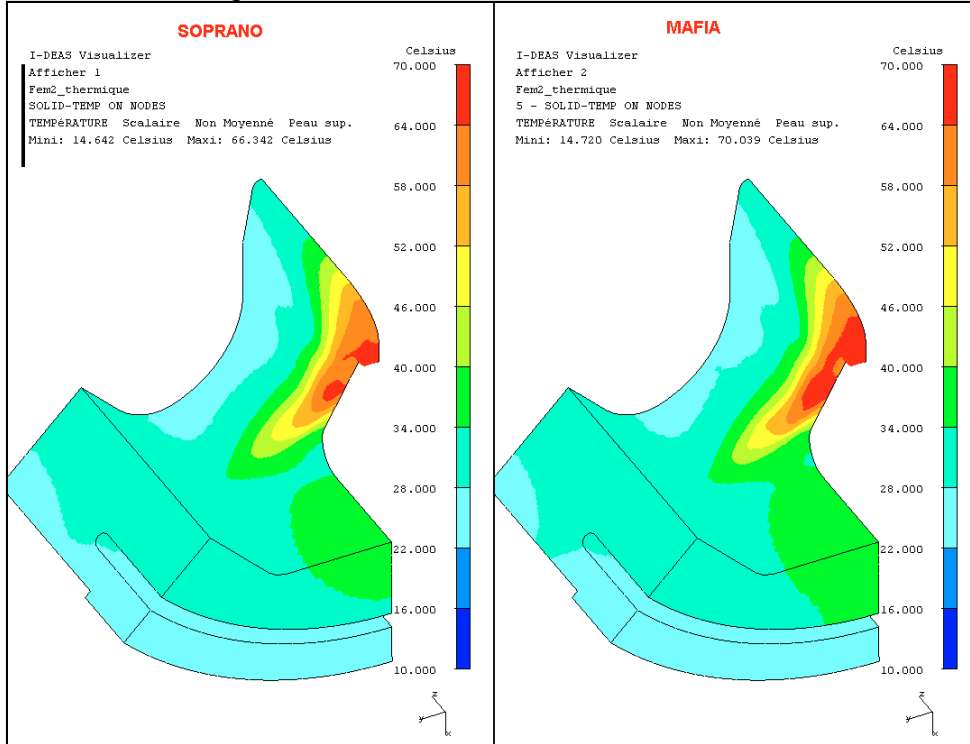 SOPRANO
I-DEAS Visualizer
Afficher 1
Fem2_thermique
SOLID-TEMP ON NODES
TEMPéRATURE Scalaire Non Moyenné Peau sup.
Mini: 14.642 Celsius Maxi: 66.342 Celsius
Celsius
70.000
64.000
58.000
52.000
46.000
40.000
34.000
28.000
22.000
16.000
10.000
z
y
x
MAFIA
I-DEAS Visualizer
Afficher 2
Fem2_thermique
5 - SOLID-TEMP ON NODES
TEMPéRATURE Scalaire Non Moyenné Peau sup.
Mini: 14.720 Celsius Maxi: 70.039 Celsius
Celsius
70.000
64.000
58.000
52.000
46.000
40.000
34.000
28.000
22.000
16.000
10.000
z
y
x